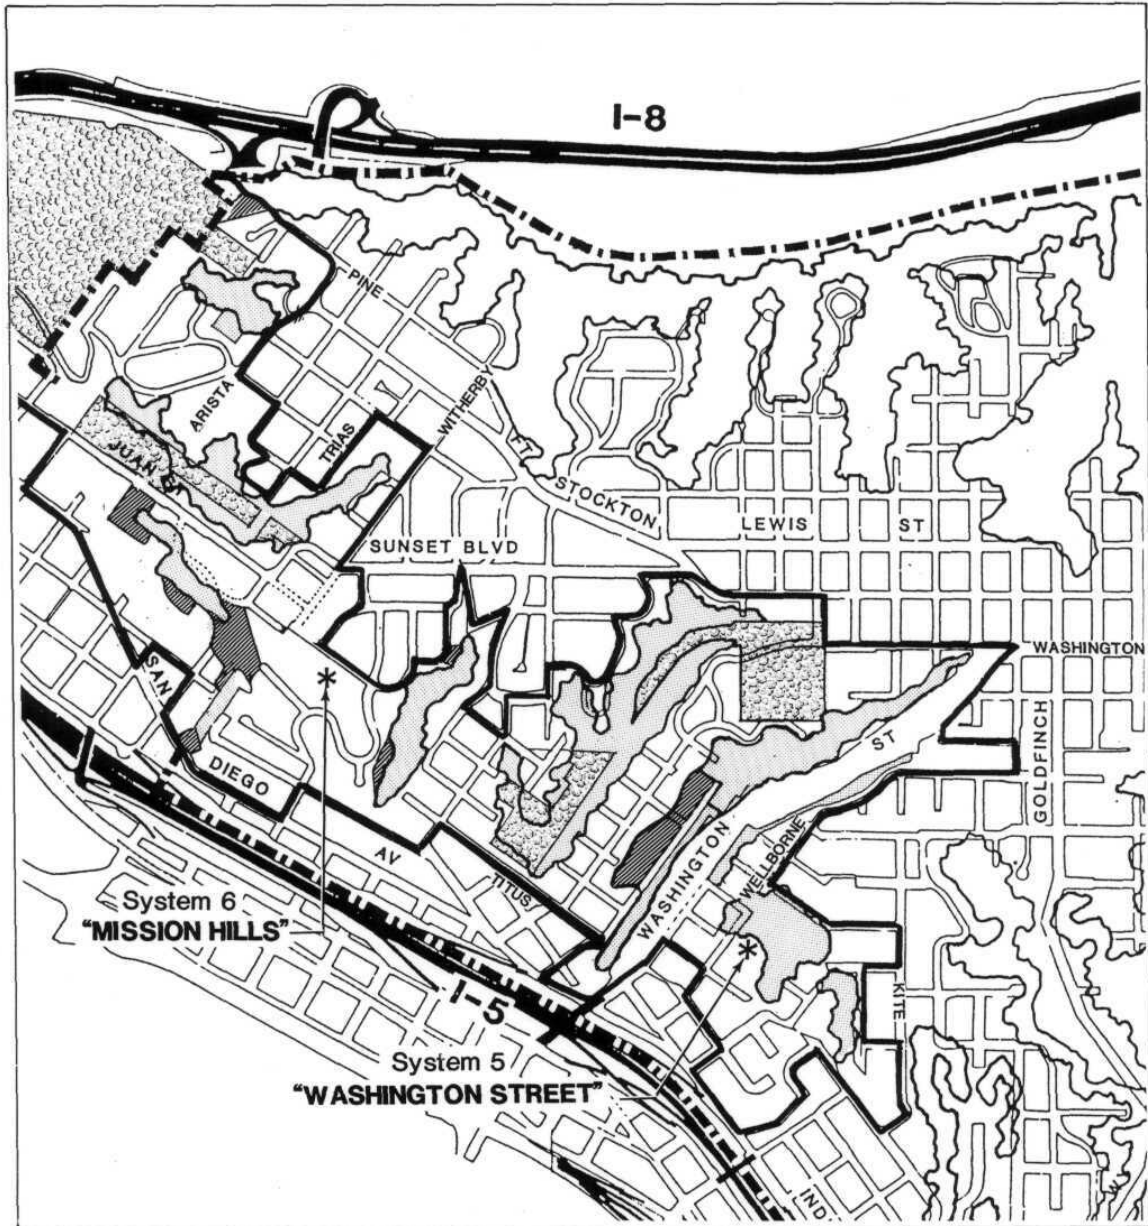 I-8
PINE
ARISTA
TRIAS
WITHERBY
JUAN
FT
STOCKTON
LEWIS ST
SUNSET BLVD
WASHINGTON
SAN
DIEGO
AV
TITUS
WASHINGTON
ST
GOLDFINCH
WELLBORNE
KITE
System 6
"MISSION HILLS"
I-5
System 5
"WASHINGTON STREET"